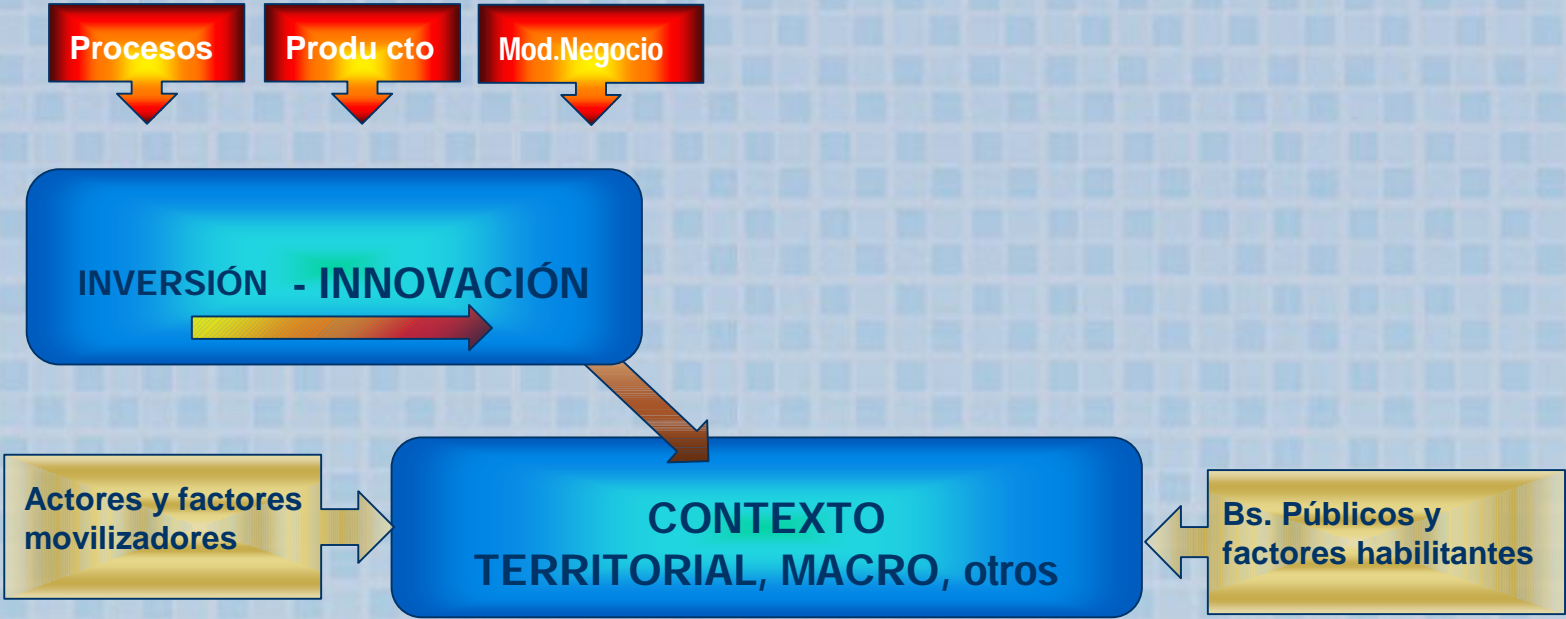 Procesos
Produ cto
Mod.Negocio
INVERSIÓN - INNOVACIÓN
Actores y factores
movilizadores
CONTEXTO
TERRITORIAL, MACRO, otros
Bs. Públicos y
factores habilitantes